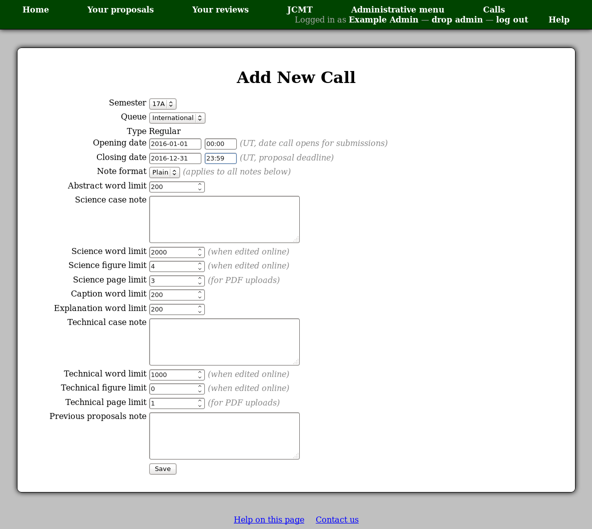 Home Your proposals Your reviews JCMT Administrative menu Calls
Logged in as Example Admin — drop admin — log out Help
Add New Call
Semester 17A
Queue International
Type Regular
Opening date 2016-01-01 00:00 (UT, date call opens for submissions)
Closing date 2016-12-31 23:59 (UT, proposal deadline)
Note format Plain (applies to all notes below)
Abstract word limit 200
Science case note
Science word limit 2000 (when edited online)
Science figure limit 4 (when edited online)
Science page limit 3 (for PDF uploads)
Caption word limit 200
Explanation word limit 200
Technical case note
Technical word limit 1000 (when edited online)
Technical figure limit 0 (when edited online)
Technical page limit 1 (for PDF uploads)
Previous proposals note
Save
Help on this page Contact us